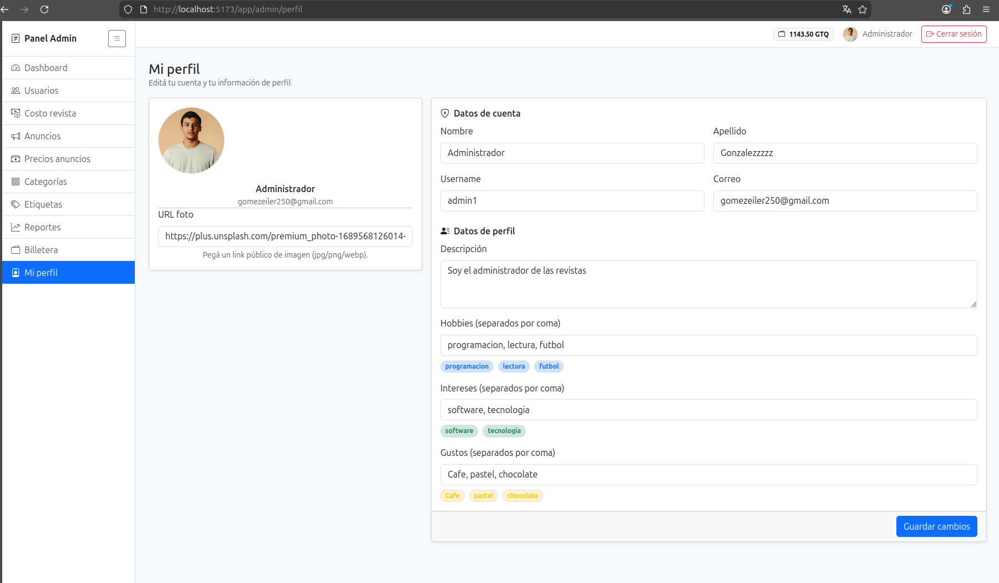 http://localhost:5173/app/admin/perfil
Panel Admin
1143.50 GTQ
Administrador
Cerrar sesión
Dashboard
Usuarios
Costo revista
Anuncios
Precios anuncios
Categorías
Etiquetas
Reportes
Billetera
Mi perfil
Mi perfil
Editá tu cuenta y tu información de perfil
Administrador
gomezeiler250@gmail.com
URL foto
https://plus.unsplash.com/premium_photo-1689568126014-
Pegá un link público de imagen (jpg/png/webp).
Datos de cuenta
Nombre
Apellido
Administrador
Gonzalezzzzz
Username
Correo
admin1
gomezeiler250@gmail.com
Datos de perfil
Descripción
Soy el administrador de las revistas
Hobbies (separados por coma)
programacion, lectura, futbol
programacion lectura futbol
Intereses (separados por coma)
software, tecnologia
software tecnologia
Gustos (separados por coma)
Cafe, pastel, chocolate
Cafe pastel chocolate
Guardar cambios